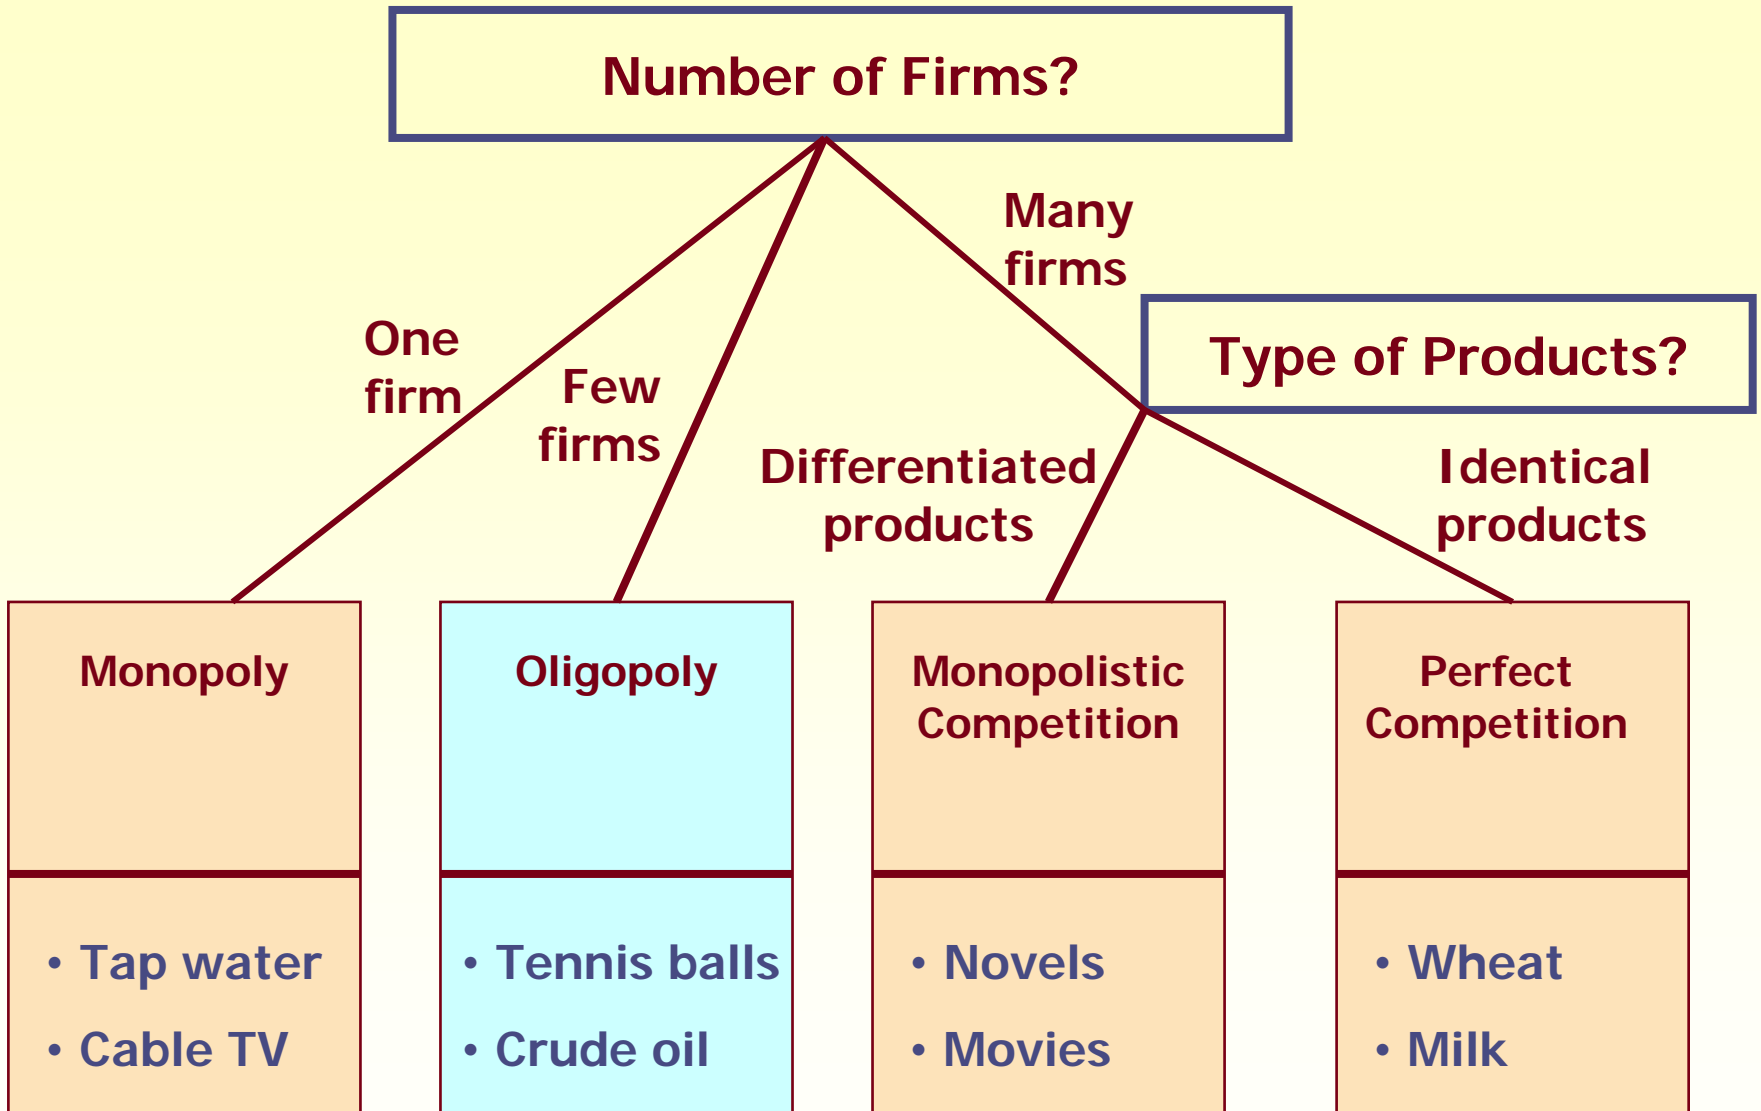 Number of Firms?
Many
firms
Type of Products?
One
firm
Few
firms
Differentiated
products
Identical
products
Monopoly
Oligopoly
Monopolistic
Competition
Perfect
Competition
• Tap water
• Cable TV
• Tennis balls
• Crude oil
• Novels
• Movies
• Wheat
• Milk